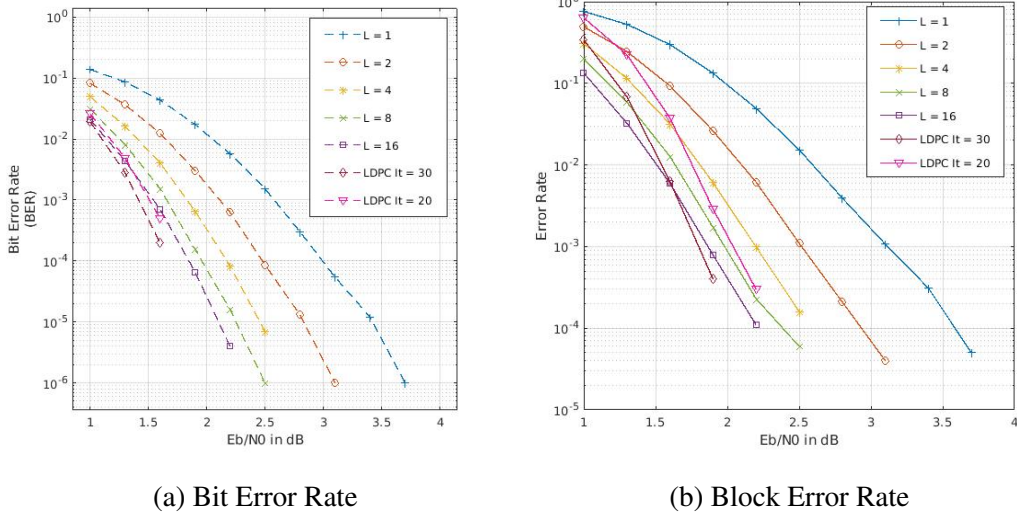 10^0
10^-1
10^-2
10^-3
10^-4
10^-5
10^-6
Bit Error Rate
(BER)
1 1.5 2 2.5 3 3.5 4
Eb/N0 in dB
L = 1
L = 2
L = 4
L = 8
L = 16
LDPC It = 30
LDPC It = 20
(a) Bit Error Rate
10^0
10^-1
10^-2
10^-3
10^-4
10^-5
Error Rate
1 1.5 2 2.5 3 3.5 4
Eb/N0 in dB
L = 1
L = 2
L = 4
L = 8
L = 16
LDPC It = 30
LDPC It = 20
(b) Block Error Rate